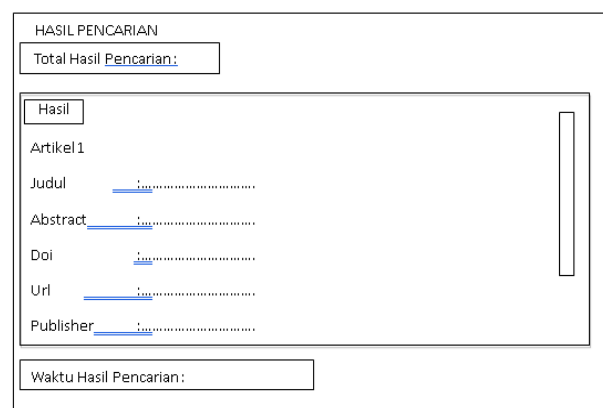 HASIL PENCARIAN
Total Hasil Pencarian:
Hasil
Artikel 1
Judul :..............................
Abstract :..............................
Doi :..............................
Url :..............................
Publisher :..............................
Waktu Hasil Pencarian: